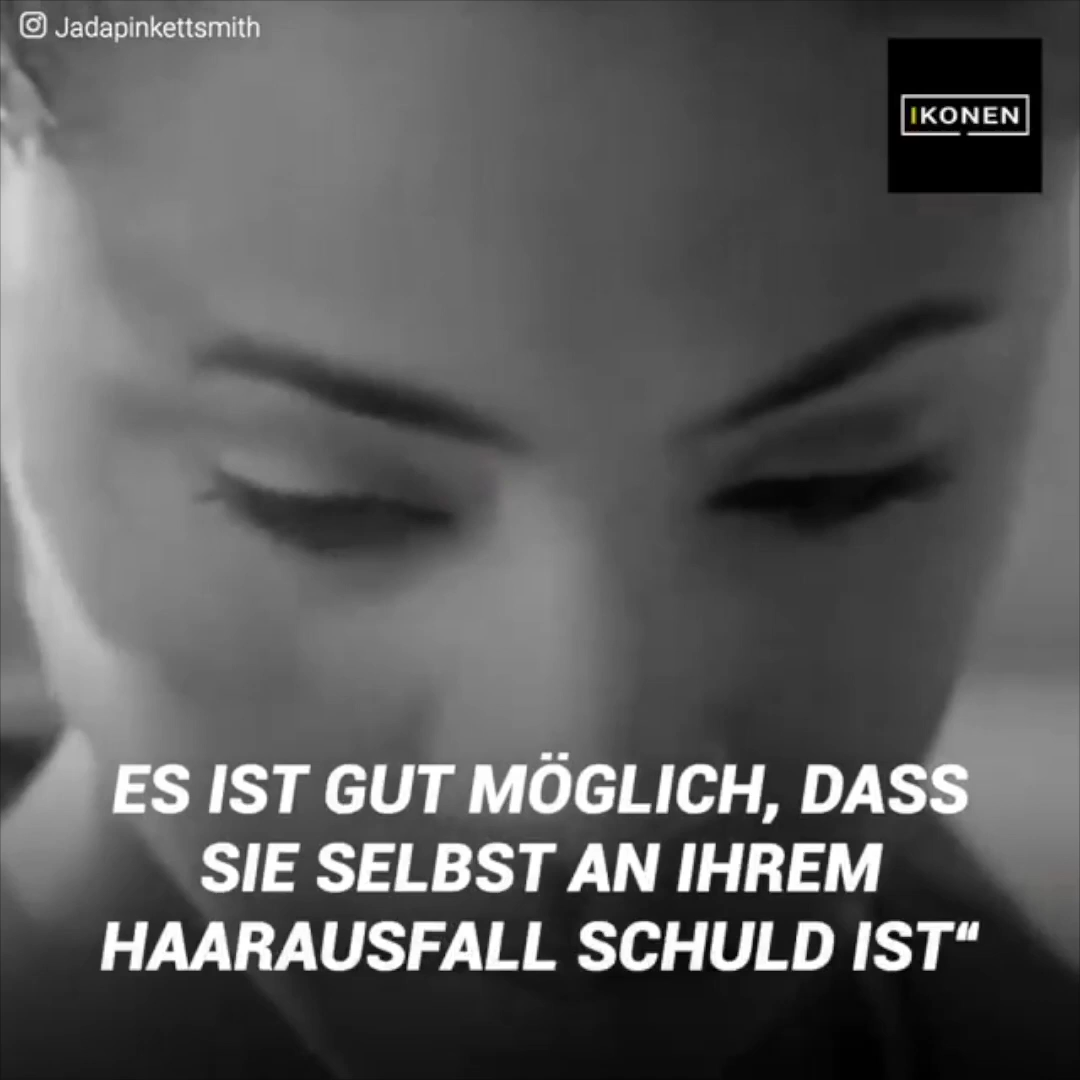 Jadapinkettsmith
IKONEN
ES IST GUT MÖGLICH, DASS
SIE SELBST AN IHREM
HAARAUSFALL SCHULD IST“